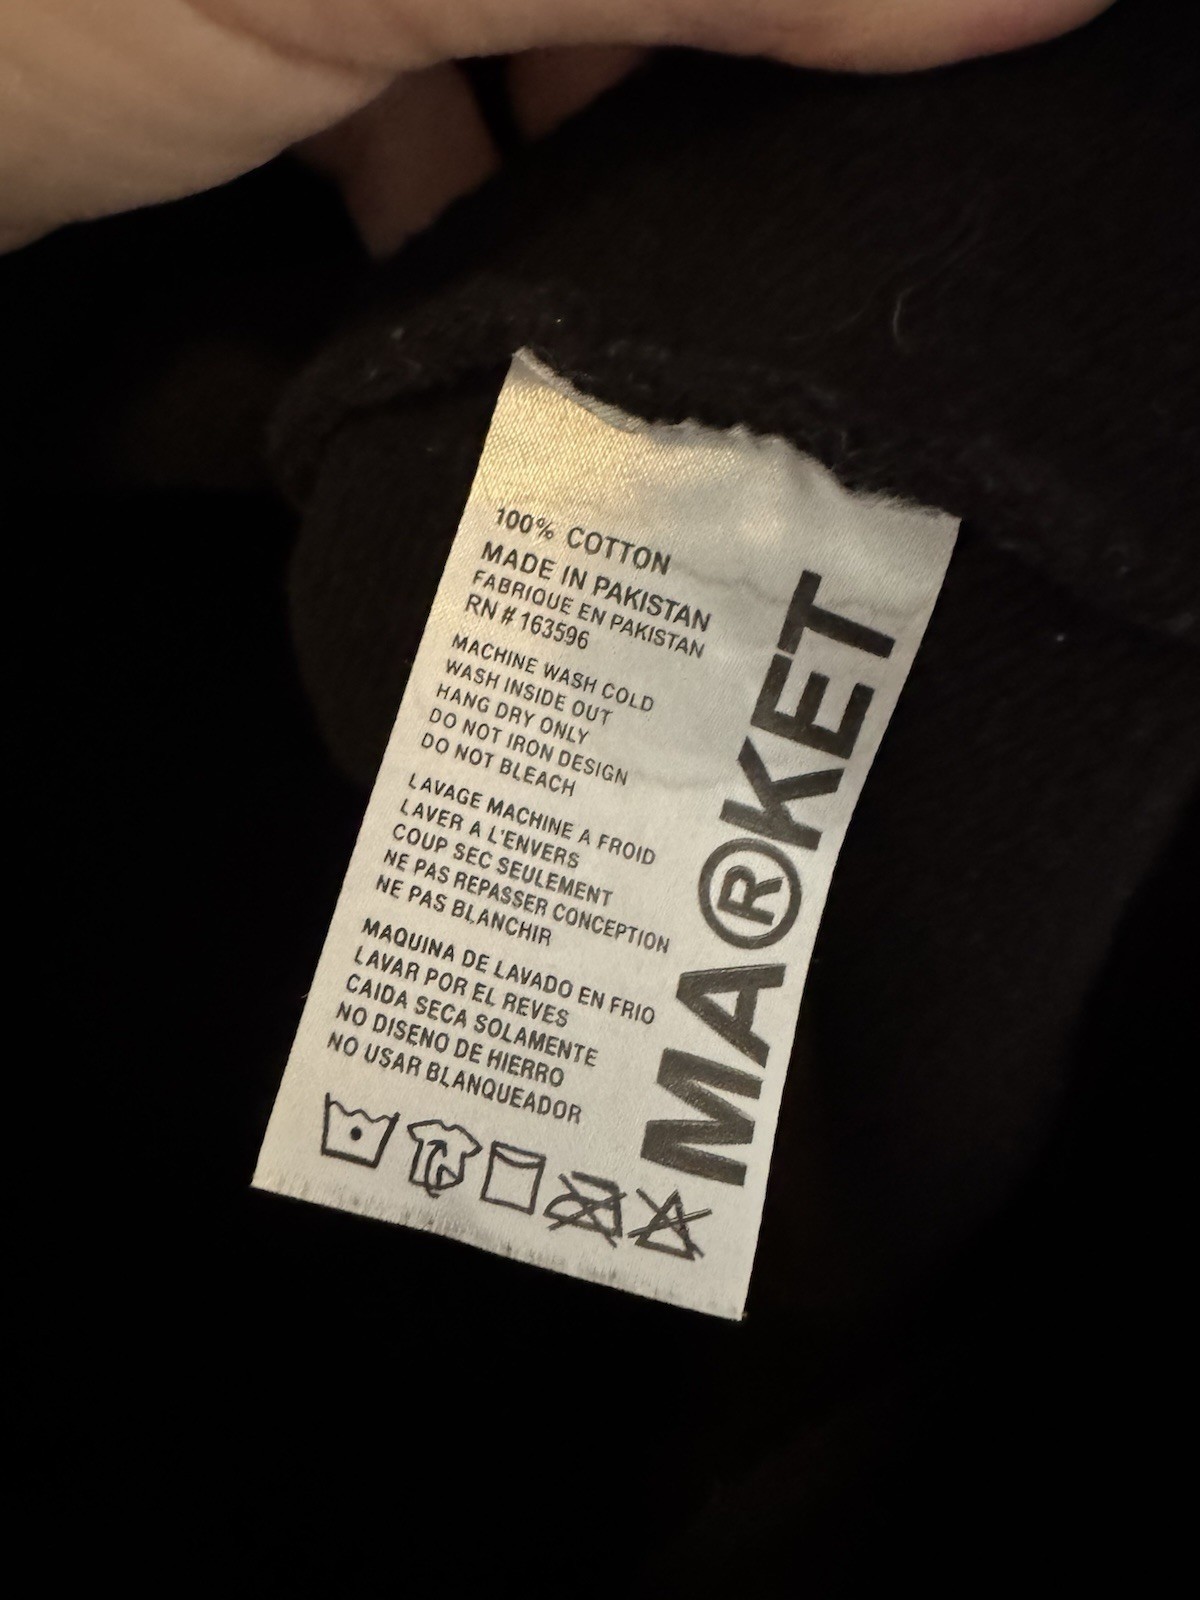 100% COTTON
MADE IN PAKISTAN
FABRIQUE EN PAKISTAN
RN # 163596
MACHINE WASH COLD
WASH INSIDE OUT
HANG DRY ONLY
DO NOT IRON DESIGN
DO NOT BLEACH
LAVAGE MACHINE A FROID
LAVER A L'ENVERS
COUP SEC SEULEMENT
NE PAS REPASSER CONCEPTION
NE PAS BLANCHIR
MAQUINA DE LAVADO EN FRIO
LAVAR POR EL REVES
CAIDA SECA SOLAMENTE
NO DISENO DE HIERRO
NO USAR BLANQUEADOR
MA®KET